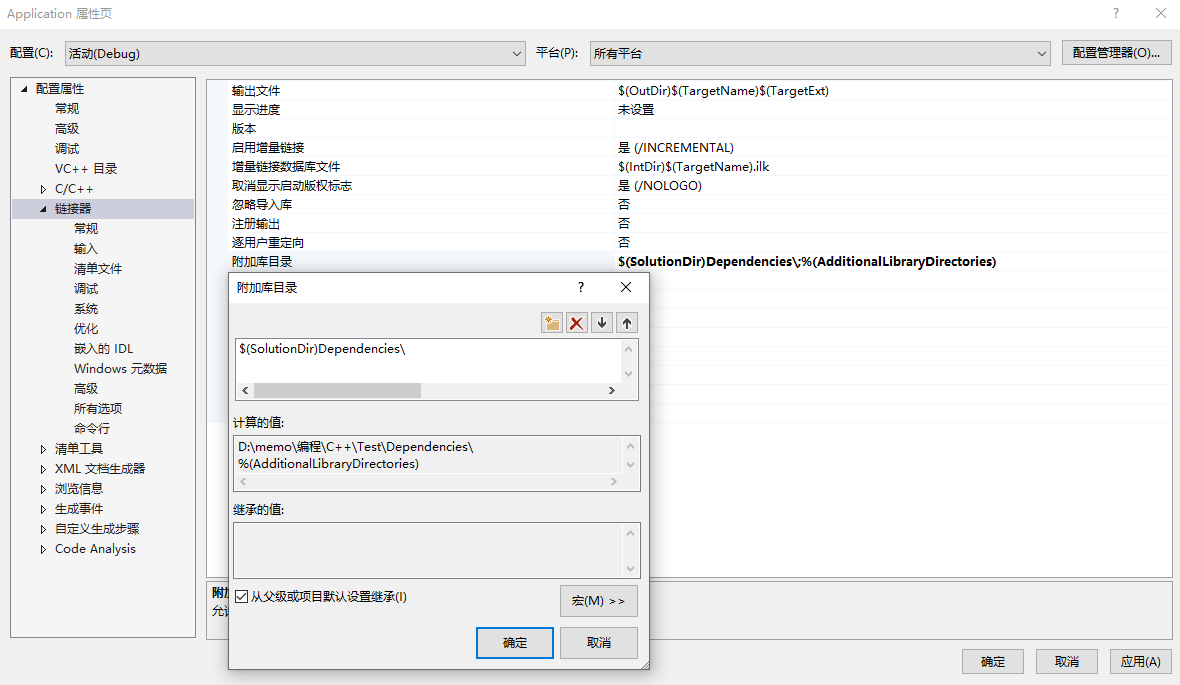 Application 属性页
?
配置(C):
活动(Debug)
平台(P):
所有平台
配置管理器(O)...
配置属性
常规
高级
调试
VC++ 目录
C/C++
链接器
常规
输入
清单文件
调试
系统
优化
嵌入的 IDL
Windows 元数据
高级
所有选项
命令行
清单工具
XML 文档生成器
浏览信息
生成事件
自定义生成步骤
Code Analysis
输出文件 $(OutDir)$(TargetName)$(TargetExt)
显示进度 未设置
版本
启用增量链接 是 (/INCREMENTAL)
增量链接数据库文件 $(IntDir)$(TargetName).ilk
取消显示启动版权标志 是 (/NOLOGO)
忽略导入库 否
注册输出 否
逐用户重定向 否
附加库目录 $(SolutionDir)Dependencies\;%(AdditionalLibraryDirectories)
附加库目录
?
$(SolutionDir)Dependencies\
计算的值:
D:\memo\编程\C++\Test\Dependencies\
%(AdditionalLibraryDirectories)
继承的值:
从父级或项目默认设置继承(I)
宏(M) >>
确定
取消
确定
取消
应用(A)